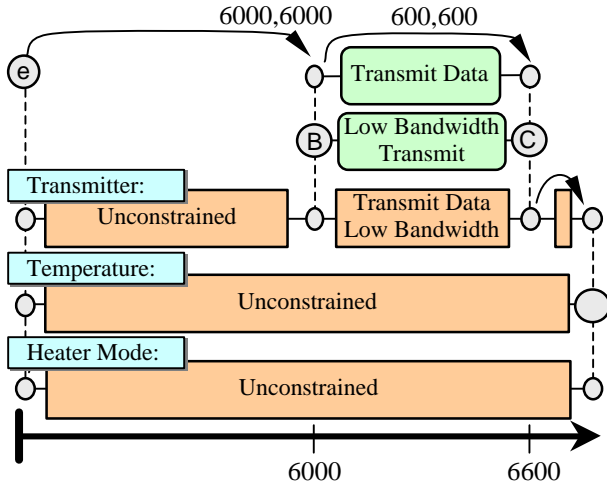 6000,6000
600,600
e
Transmit Data
B
Low Bandwidth
Transmit
C
Transmitter:
Unconstrained
Transmit Data
Low Bandwidth
Temperature:
Unconstrained
Heater Mode:
Unconstrained
6000
6600